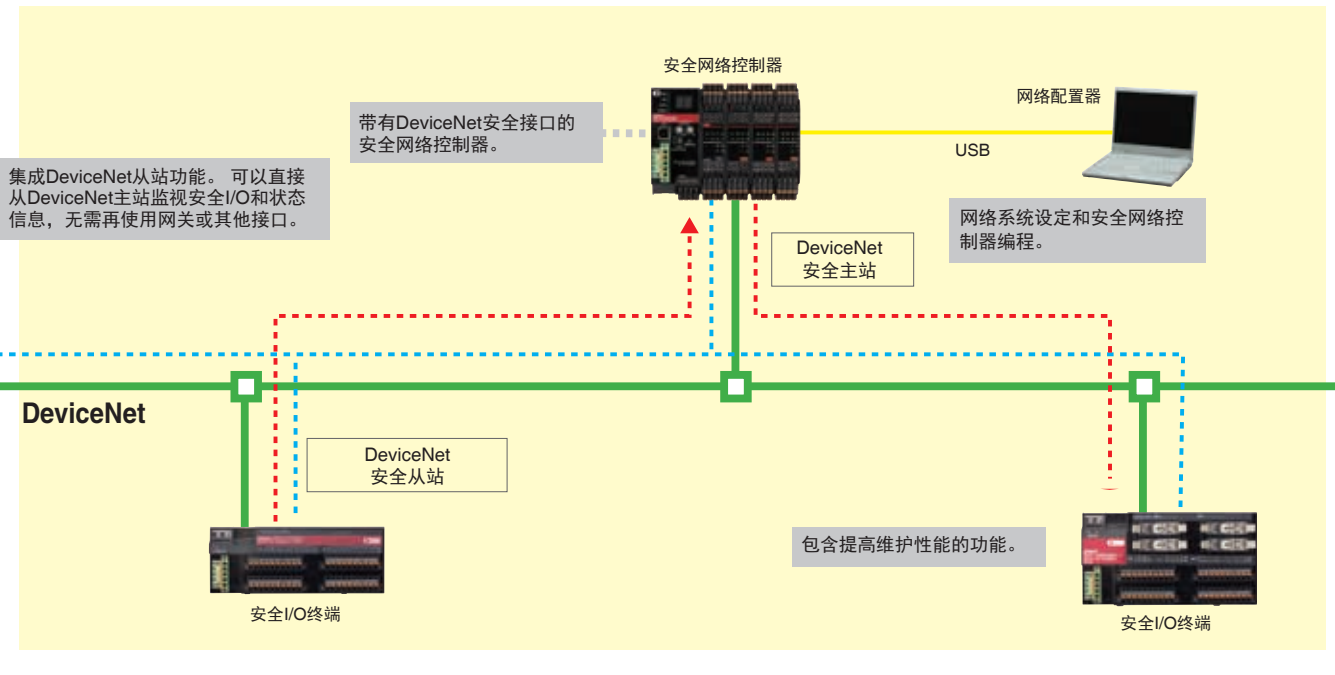 安全网络控制器
网络配置器
带有DeviceNet安全接口的
安全网络控制器。
USB
集成DeviceNet从站功能。 可以直接
从DeviceNet主站监视安全I/O和状态
信息，无需再使用网关或其他接口。
网络系统设定和安全网络控
制器编程。
DeviceNet
安全主站
DeviceNet
DeviceNet
安全从站
包含提高维护性能的功能。
安全I/O终端
安全I/O终端